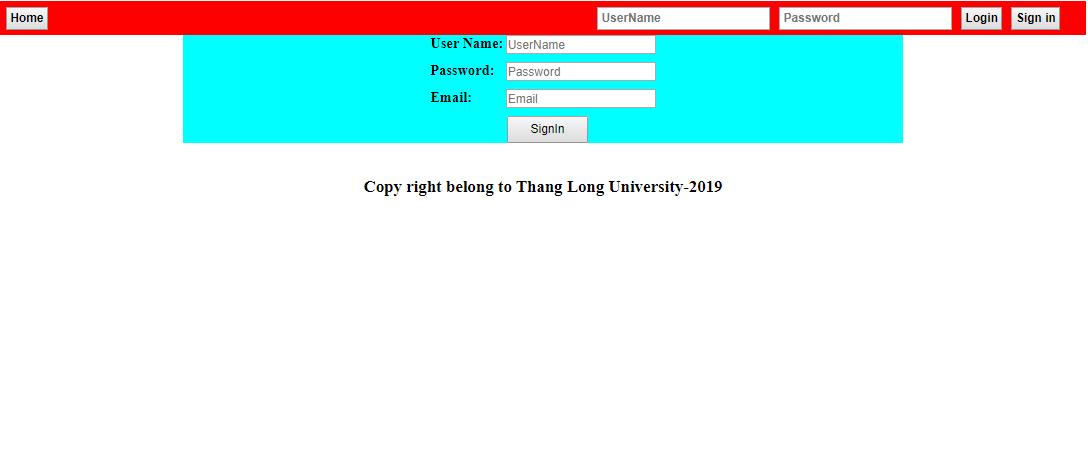 Home UserName Password Login Sign in
User Name: UserName
Password: Password
Email: Email
SignIn
Copy right belong to Thang Long University-2019